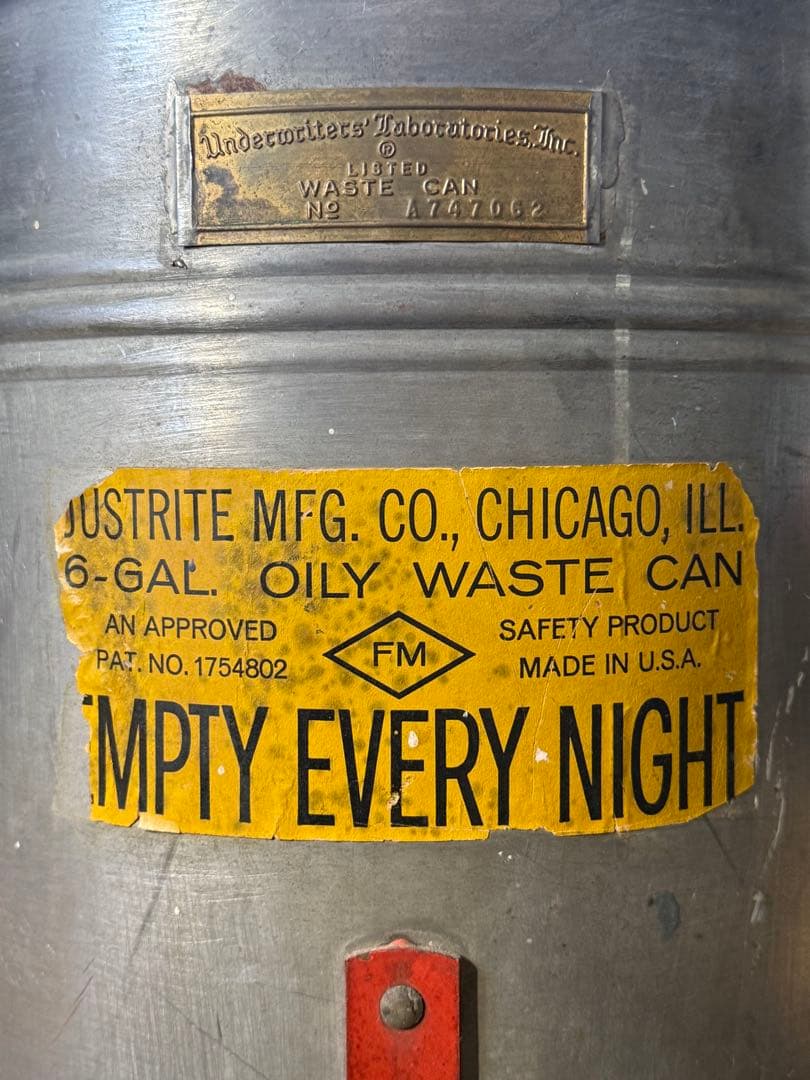 Underwriters' Laboratories, Inc.
®
LISTED
WASTE CAN
Nº A747062
JUSTRITE MFG. CO., CHICAGO, ILL.
6-GAL. OILY WASTE CAN
AN APPROVED
PAT. NO. 1754802
FM
SAFETY PRODUCT
MADE IN U.S.A.
EMPTY EVERY NIGHT